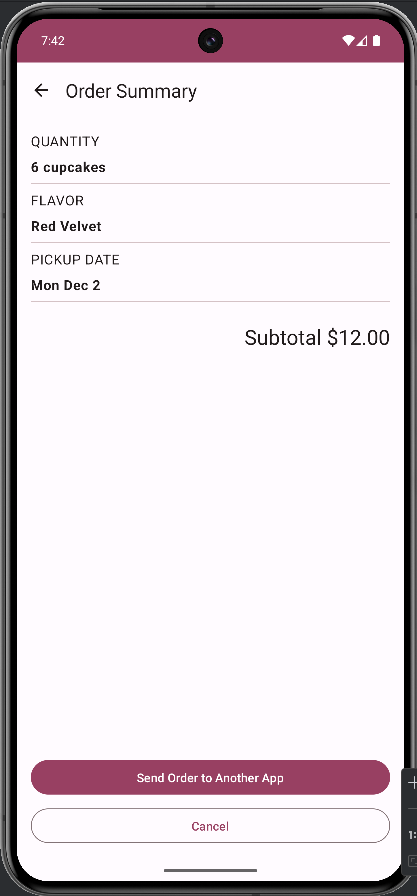 7:42
Order Summary
QUANTITY
6 cupcakes
FLAVOR
Red Velvet
PICKUP DATE
Mon Dec 2
Subtotal $12.00
Send Order to Another App
Cancel
1: